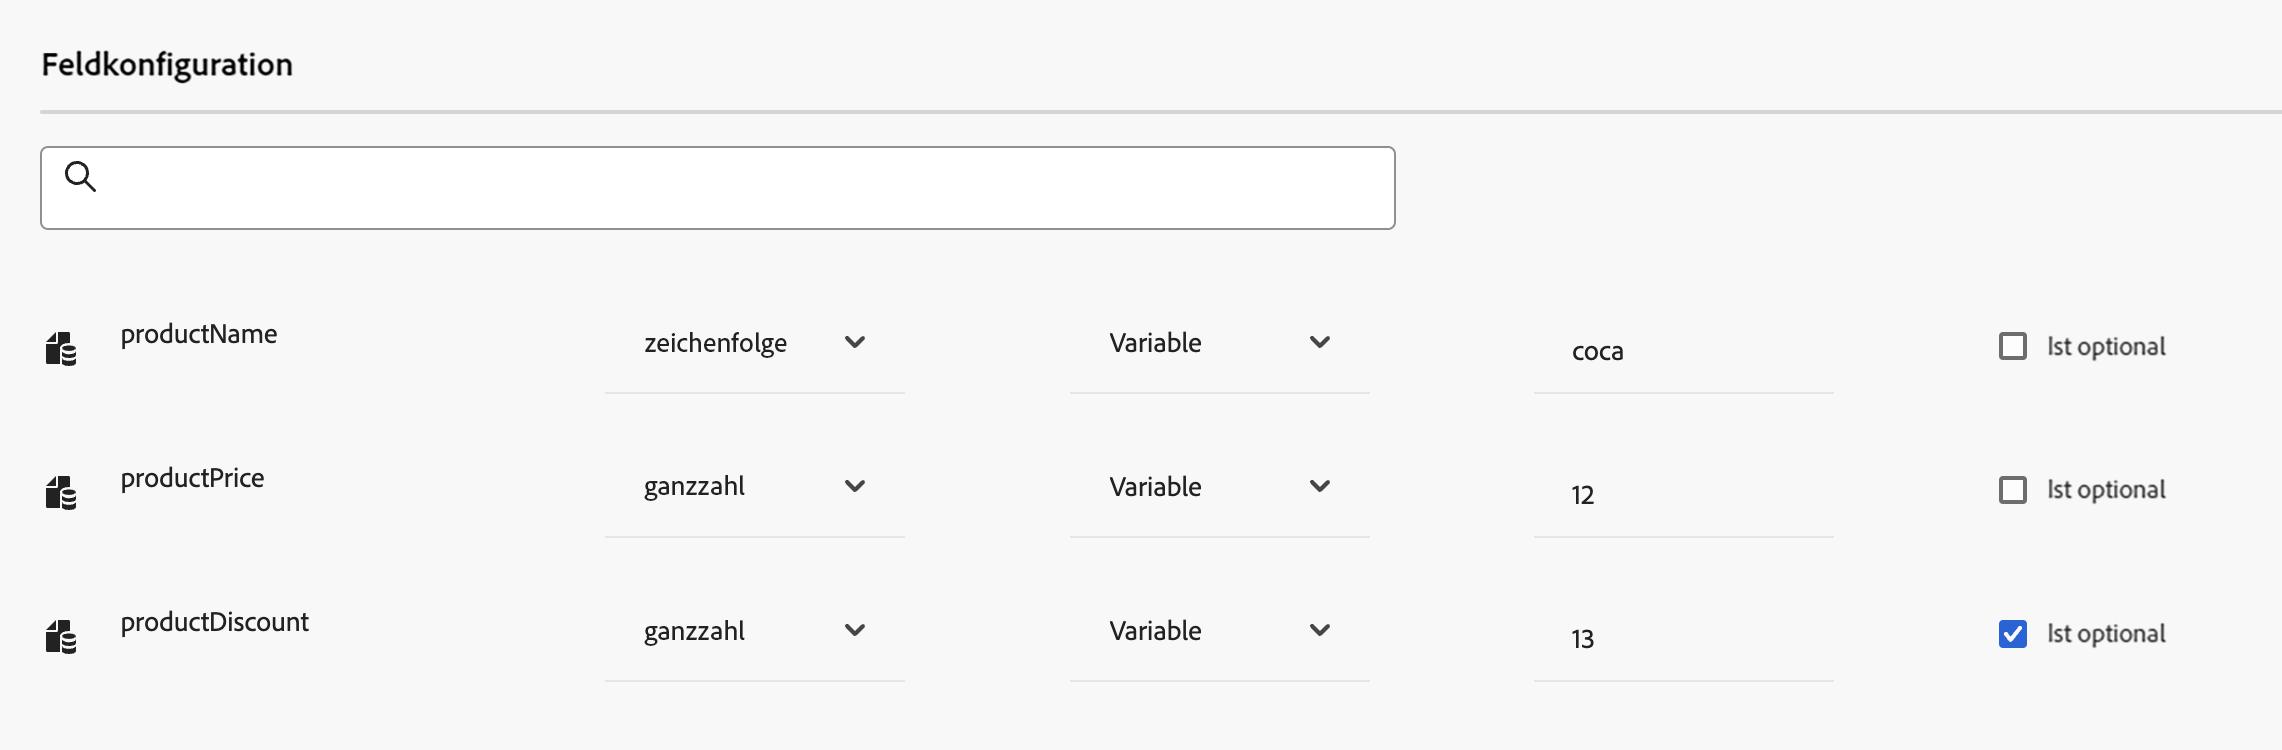 Feldkonfiguration
productName zeichenfolge Variable coca Ist optional
productPrice ganzzahl Variable 12 Ist optional
productDiscount ganzzahl Variable 13 Ist optional